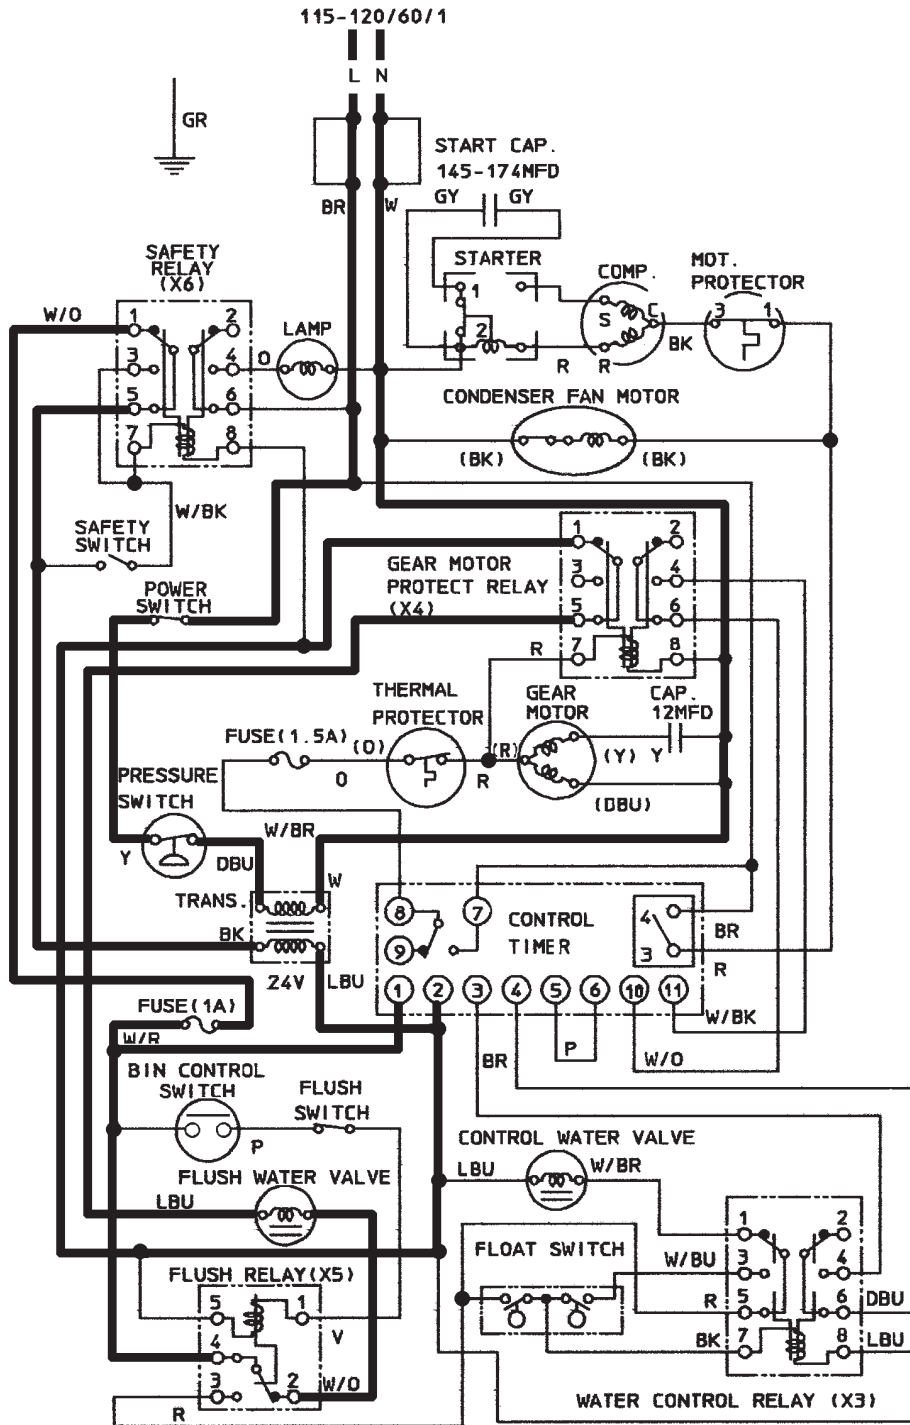 115-120/60/1
L N
GR
START CAP.
145-174MFD
GY GY
BR W
SAFETY
RELAY
(X6)
STARTER
COMP.
MOT.
PROTECTOR
W/O
1 2
LAMP
1
S C
3 1
3 4
O
2
BK
R R
5 6
CONDENSER FAN MOTOR
7 8
(BK) (BK)
W/BK
SAFETY
SWITCH
1 2
GEAR MOTOR
PROTECT RELAY
(X4)
3 4
POWER
SWITCH
5 6
R 7 8
THERMAL
PROTECTOR
GEAR
MOTOR
CAP.
12MFD
FUSE(1.5A) (O)
O
R (R) (Y) Y
(DBU)
PRESSURE
SWITCH
Y DBU
W/BR
W
TRANS.
BK
24V LBU
8 7
CONTROL
TIMER
4 BR
9
3 R
1 2 3 4 5 6 10 11
W/BK
FUSE(1A)
W/R
BR P W/O
BIN CONTROL
SWITCH
FLUSH
SWITCH
P
CONTROL WATER VALVE
LBU W/BR
FLUSH WATER VALVE
LBU
1 2
FLOAT SWITCH
W/BU 3 4
FLUSH RELAY(X5)
R 5 6 DBU
5 1
V
BK 7 8 LBU
4
3 2 W/O
R
WATER CONTROL RELAY (X3)